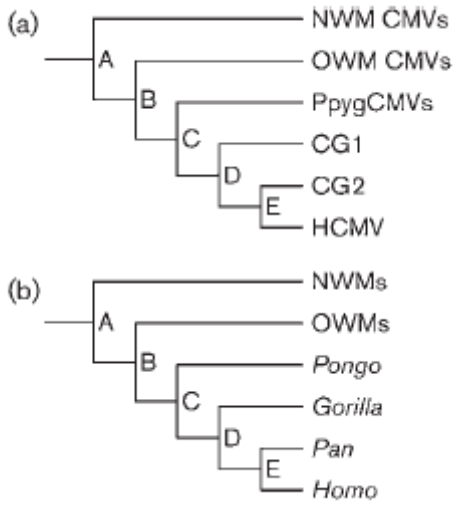 (a)
NWM CMVs
A
OWM CMVs
B
PpygCMVs
C
CG1
D
CG2
E
HCMV
(b)
NWMs
A
OWMs
B
Pongo
C
Gorilla
D
Pan
E
Homo